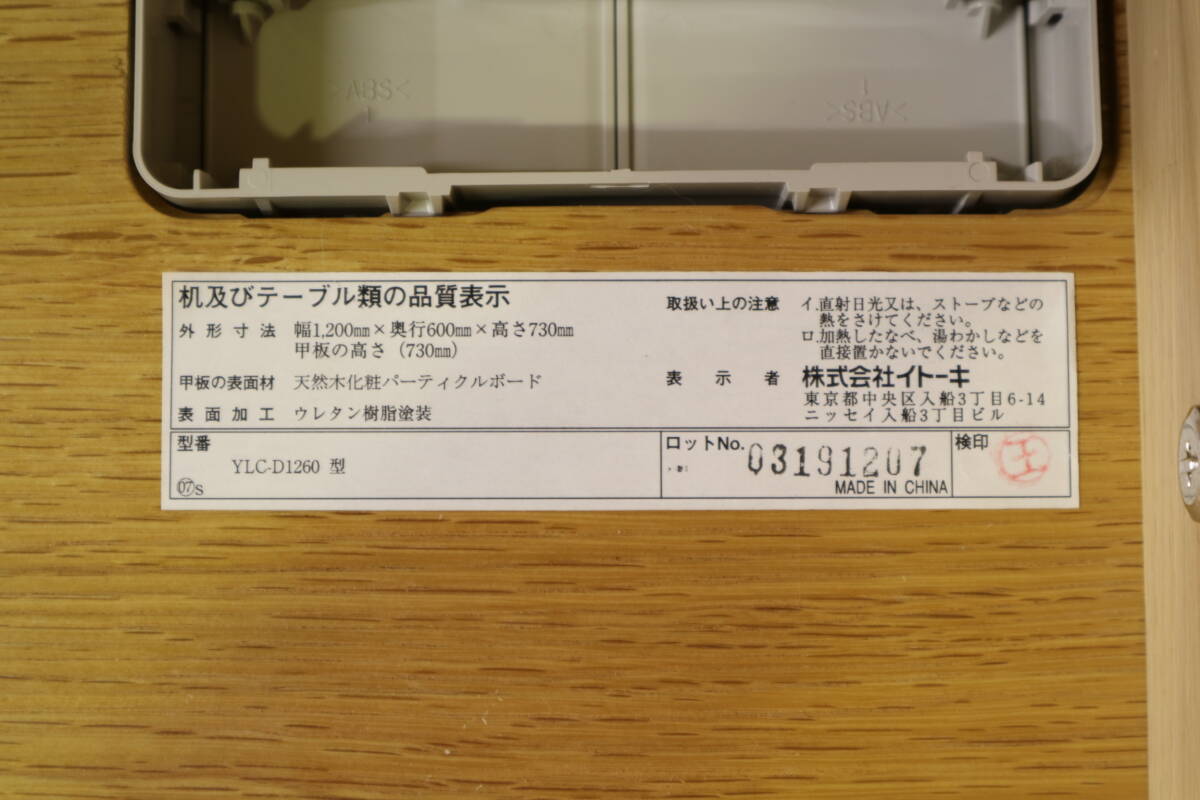 >ABS<
1
>ABS<
1
机及びテーブル類の品質表示
外形寸法 幅1,200㎜×奥行600㎜×高さ730㎜
甲板の高さ(730㎜)
甲板の表面材 天然木化粧パーティクルボード
表面加工 ウレタン樹脂塗装
取扱い上の注意 イ.直射日光又は、ストーブなどの
熱をさけてください。
ロ.加熱したなべ、湯わかしなどを
直接置かないでください。
表示者 株式会社イトーキ
東京都中央区入船3丁目6-14
ニッセイ入船3丁目ビル
型番
YLC-D1260 型
⑰s
ロットNo. 03191207
MADE IN CHINA
検印 王